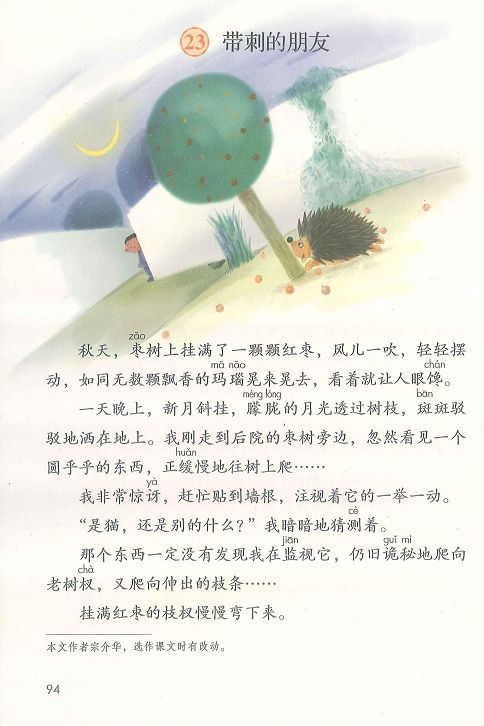 23 带刺的朋友
zǎo
秋天，枣树上挂满了一颗颗红枣，风儿一吹，轻轻摆
mǎ nǎo chán
动，如同无数颗飘香的玛瑙晃来晃去，看着就让人眼馋。
méng lóng bān
一天晚上，新月斜挂，朦胧的月光透过树枝，斑斑驳
驳地洒在地上。我刚走到后院的枣树旁边，忽然看见一个
huǎn
圆乎乎的东西，正缓慢地往树上爬……
yà
我非常惊讶，赶忙贴到墙根，注视着它的一举一动。
cè
“是猫，还是别的什么？”我暗暗地猜测着。
jiān guǐ mì
那个东西一定没有发现我在监视它，仍旧诡秘地爬向
chà
老树杈，又爬向伸出的枝条……
挂满红枣的枝杈慢慢弯下来。
本文作者宗介华，选作课文时有改动。
94